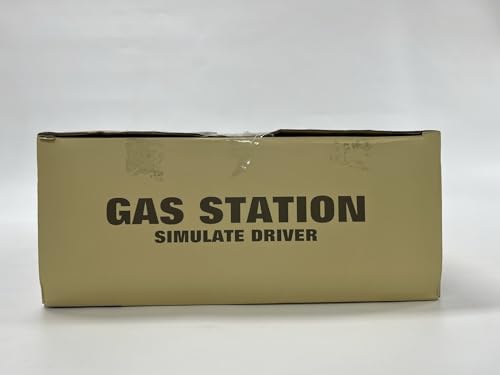 GAS STATION
SIMULATE DRIVER